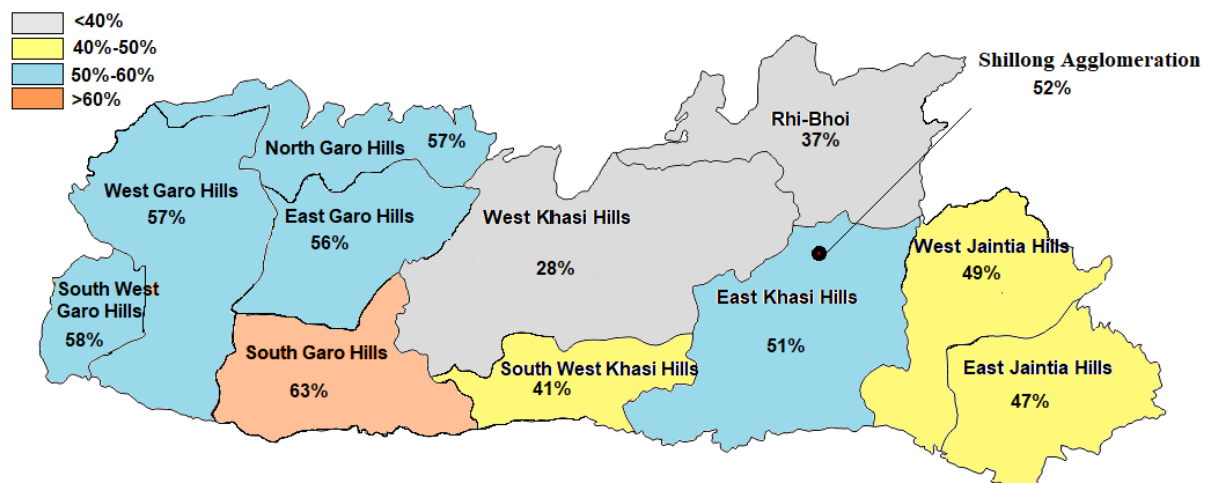 <40%
40%-50%
50%-60%
>60%
Shillong Agglomeration
52%
Rhi-Bhoi
37%
North Garo Hills
57%
West Garo Hills
57%
East Garo Hills
56%
West Khasi Hills
28%
West Jaintia Hills
49%
South West
Garo Hills
58%
East Khasi Hills
51%
South Garo Hills
63%
South West Khasi Hills
41%
East Jaintia Hills
47%